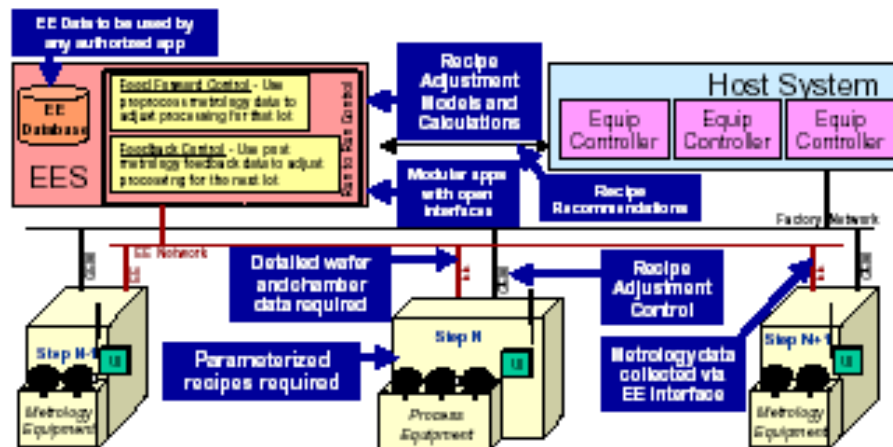 EE Data to be used by
any authorized app
EE
Database
EES
Feed Forward Control - Use
preprocess metrology data to
adjust processing for that lot
Feedback Control - Use post
metrology feedback data to adjust
processing for the next lot
Run to Run Control
Recipe
Adjustment
Models and
Calculations
Modular apps
with open
interfaces
Recipe
Recommendations
Host System
Equip
Controller
Equip
Controller
Equip
Controller
Factory Network
EE Network
Detailed wafer
and chamber
data required
Recipe
Adjustment
Control
EE
EE
EE
Step N-1
UI
Metrology
Equipment
Parameterized
recipes required
Step N
UI
Process
Equipment
Metrology data
collected via
EE Interface
Step N+1
UI
Metrology
Equipment